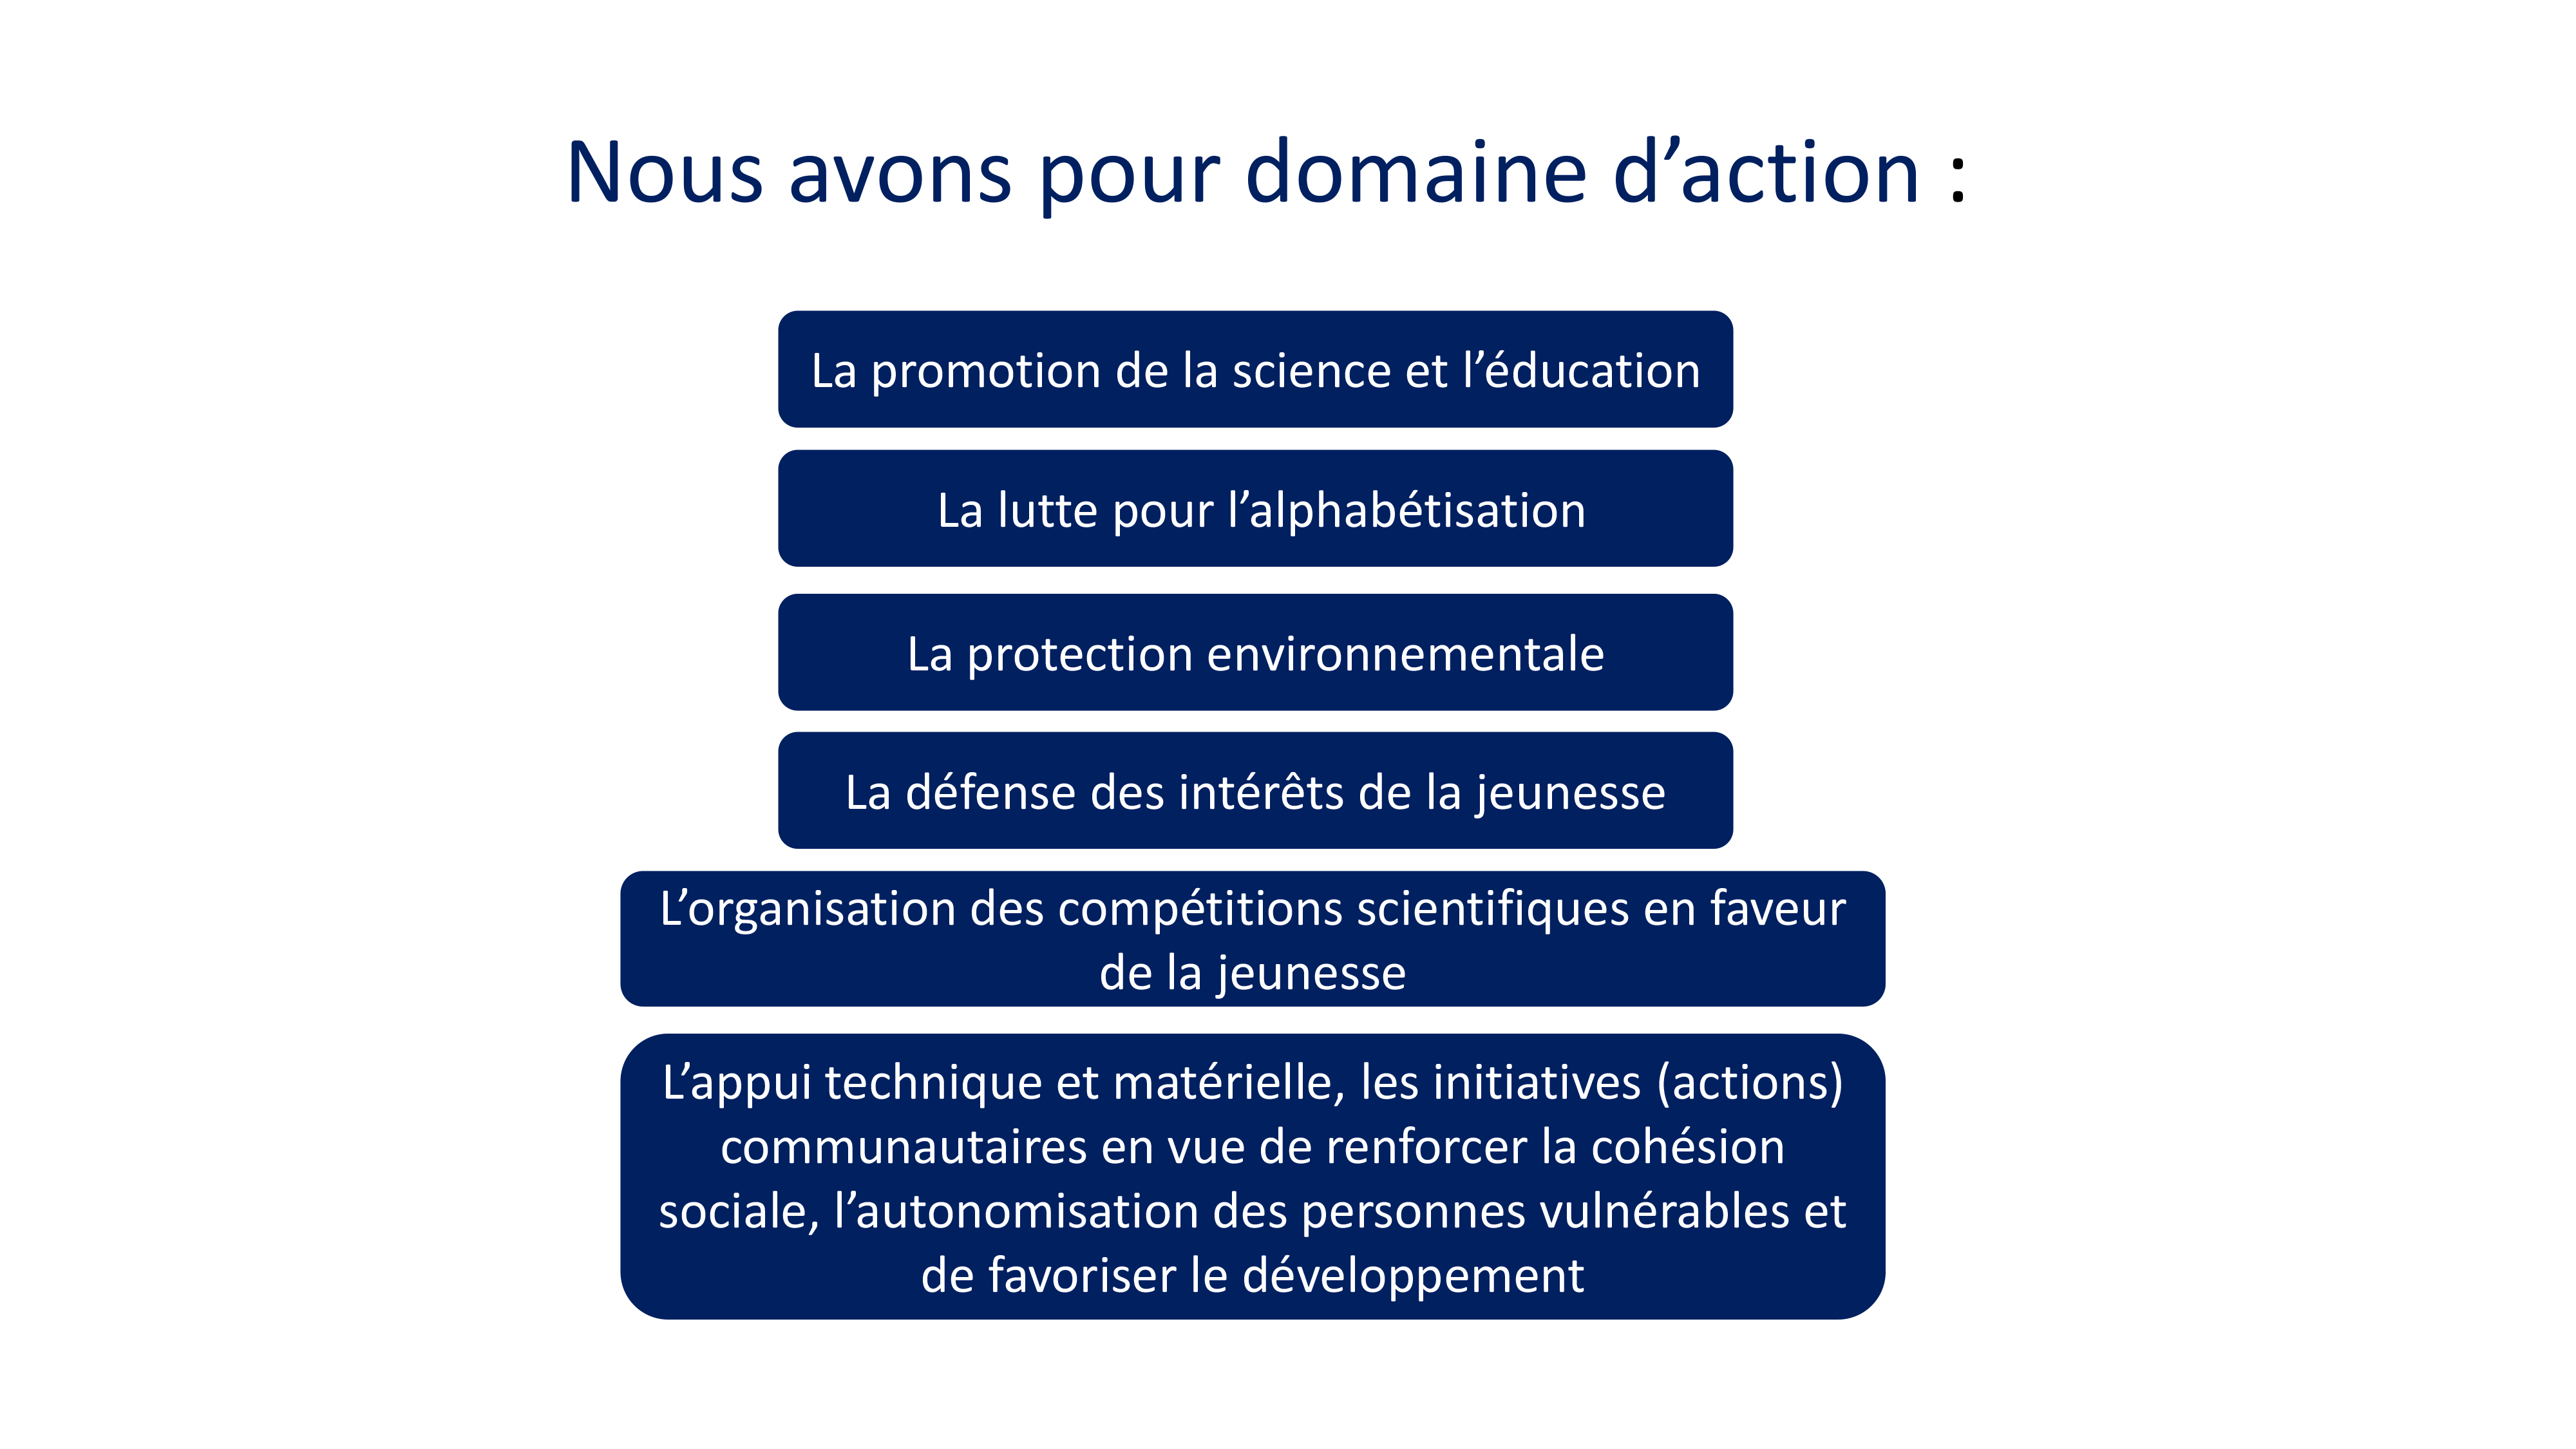 Nous avons pour domaine d’action :
La promotion de la science et l’éducation
La lutte pour l’alphabétisation
La protection environnementale
La défense des intérêts de la jeunesse
L’organisation des compétitions scientifiques en faveur
de la jeunesse
L’appui technique et matérielle, les initiatives (actions)
communautaires en vue de renforcer la cohésion
sociale, l’autonomisation des personnes vulnérables et
de favoriser le développement